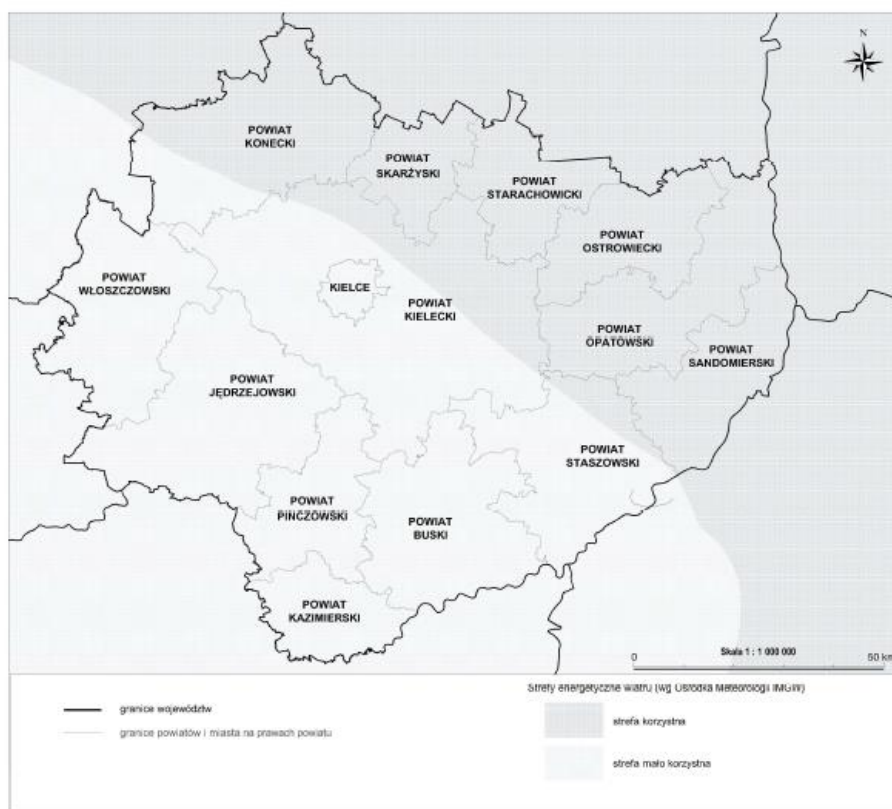 N
POWIAT
KONECKI
POWIAT
SKARŻYSKI
POWIAT
STARACHOWICKI
POWIAT
OSTROWIECKI
POWIAT
WŁOSZCZOWSKI
KIELCE
POWIAT
KIELECKI
POWIAT
OPATOWSKI
POWIAT
SANDOMIERSKI
POWIAT
JĘDRZEJOWSKI
POWIAT
STASZOWSKI
POWIAT
PIŃCZOWSKI
POWIAT
BUSKI
POWIAT
KAZIMIERSKI
0 Skala 1 : 1 000 000 50 km
Strefy energetyczne wiatru (wg Ośrodka Meteorologii IMGW)
granice województw
strefa korzystna
granice powiatów i miasta na prawach powiatu
strefa mało korzystna